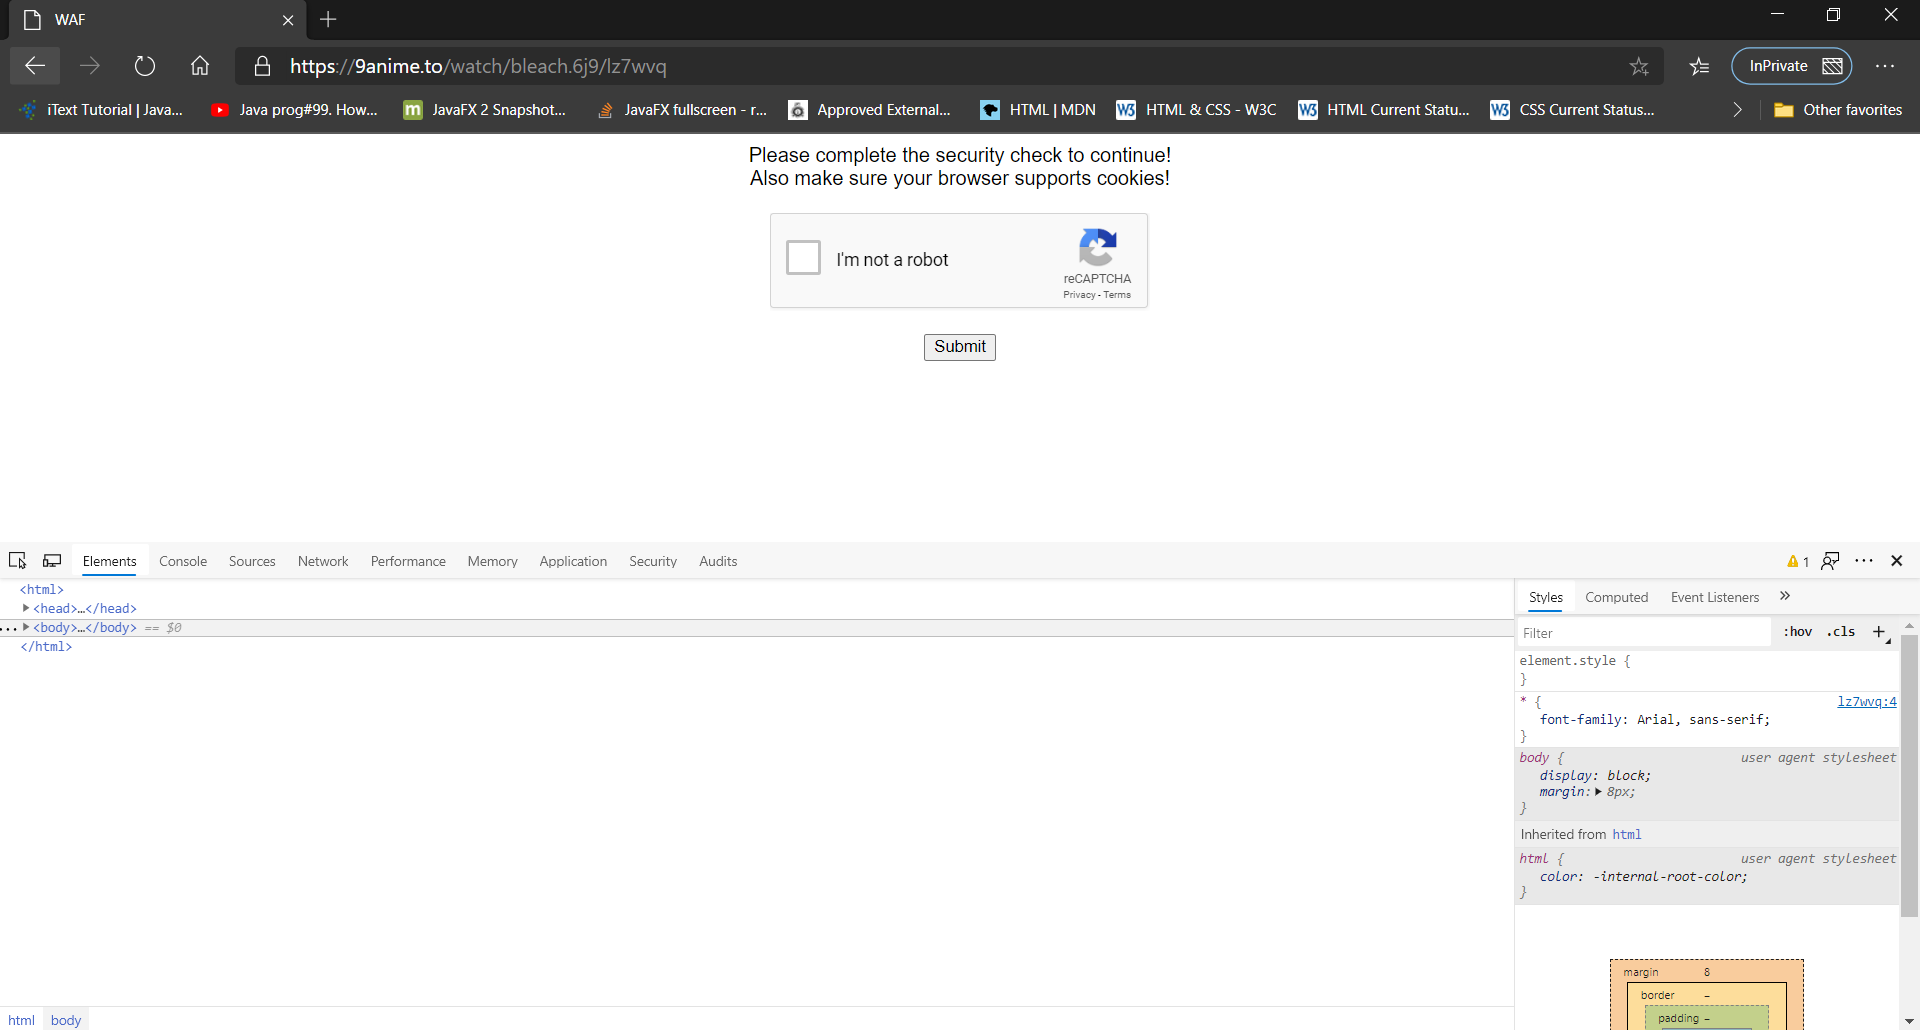 WAF
https://9anime.to/watch/bleach.6j9/lz7wvq
InPrivate
iText Tutorial | Java...
Java prog#99. How...
m
JavaFX 2 Snapshot...
JavaFX fullscreen - r...
Approved External...
HTML | MDN
W3
HTML & CSS - W3C
W3
HTML Current Statu...
W3
CSS Current Status...
Other favorites
Please complete the security check to continue!
Also make sure your browser supports cookies!
I'm not a robot
reCAPTCHA
Privacy - Terms
Submit
Elements Console Sources Network Performance Memory Application Security Audits
1
<html>
<head>…</head>
... <body>…</body> == $0
</html>
Styles Computed Event Listeners »
Filter
:hov .cls +
element.style {
}
* {
lz7wvq:4
font-family: Arial, sans-serif;
}
body {
user agent stylesheet
display: block;
margin: 8px;
}
Inherited from html
html {
user agent stylesheet
color: -internal-root-color;
}
margin 8
border –
padding –
html body